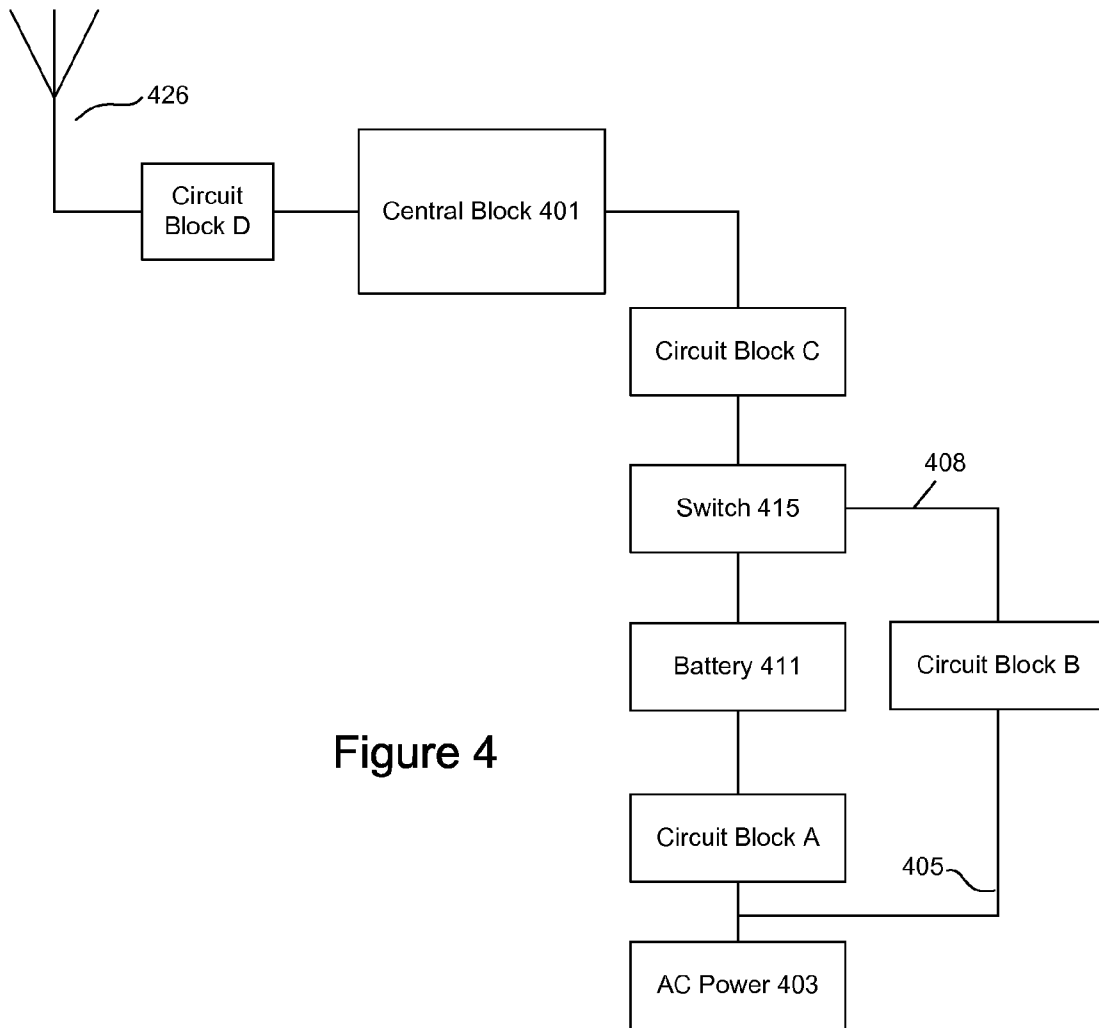 426
Circuit
Block D
Central Block 401
Circuit Block C
408
Switch 415
Battery 411
Circuit Block B
Figure 4
Circuit Block A
405
AC Power 403